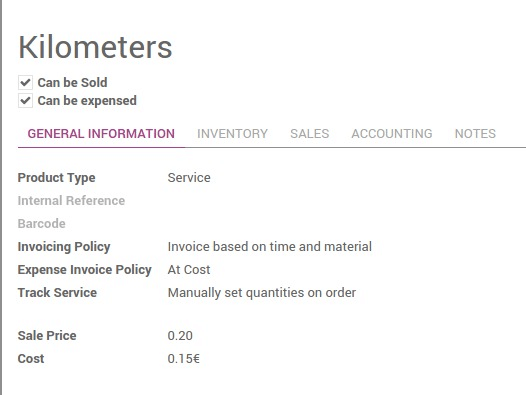 Kilometers
Can be Sold
Can be expensed
GENERAL INFORMATION INVENTORY SALES ACCOUNTING NOTES
Product Type Service
Internal Reference
Barcode
Invoicing Policy Invoice based on time and material
Expense Invoice Policy At Cost
Track Service Manually set quantities on order
Sale Price 0.20
Cost 0.15€